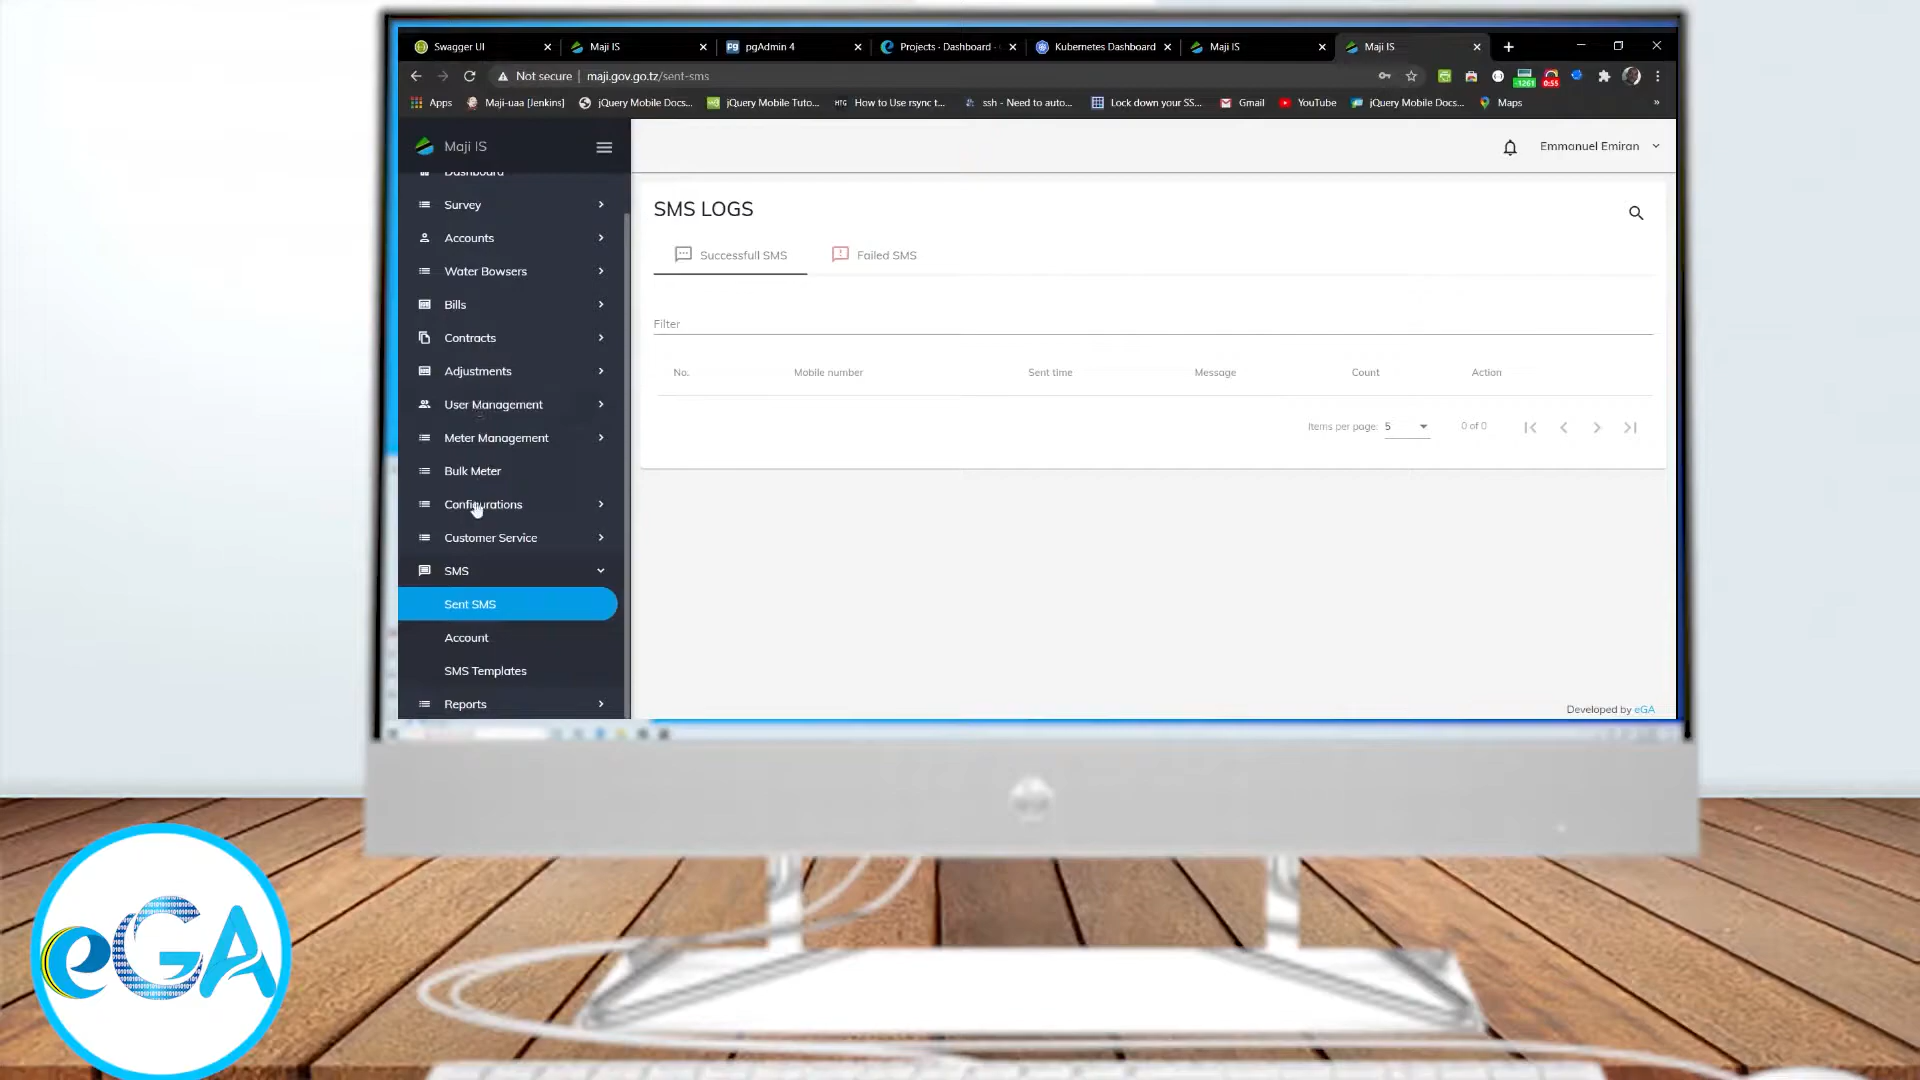 Swagger UI
Maji IS
pgAdmin 4
Projects · Dashboard ·
Kubernetes Dashboard
Maji IS
Maji IS
Not secure | maji.gov.go.tz/sent-sms
-1261
0:55
Apps
Maji-uaa [Jenkins]
jQuery Mobile Docs...
jQuery Mobile Tuto...
HTG How to Use rsync t...
ssh - Need to auto...
Lock down your SS...
Gmail
YouTube
jQuery Mobile Docs...
Maps
»
Maji IS
Emmanuel Emiran
Dashboard
Survey
Accounts
Water Bowsers
Bills
Contracts
Adjustments
User Management
Meter Management
Bulk Meter
Configurations
Customer Service
SMS
Sent SMS
Account
SMS Templates
Reports
SMS LOGS
Successfull SMS
Failed SMS
Filter
No. Mobile number Sent time Message Count Action
Items per page: 5 0 of 0
Developed by eGA
eGA